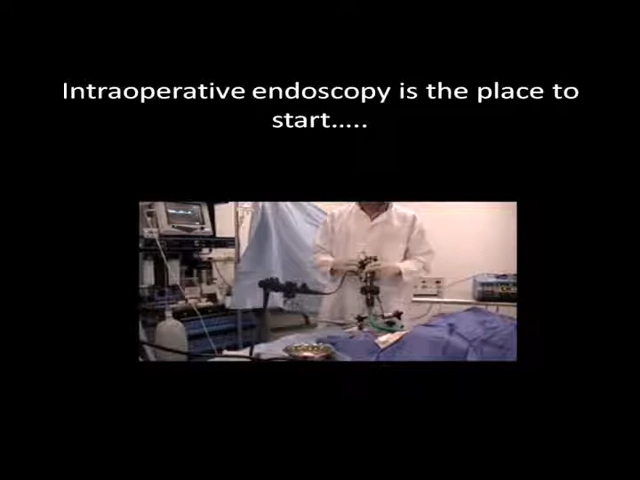 Intraoperative endoscopy is the place to
start.....